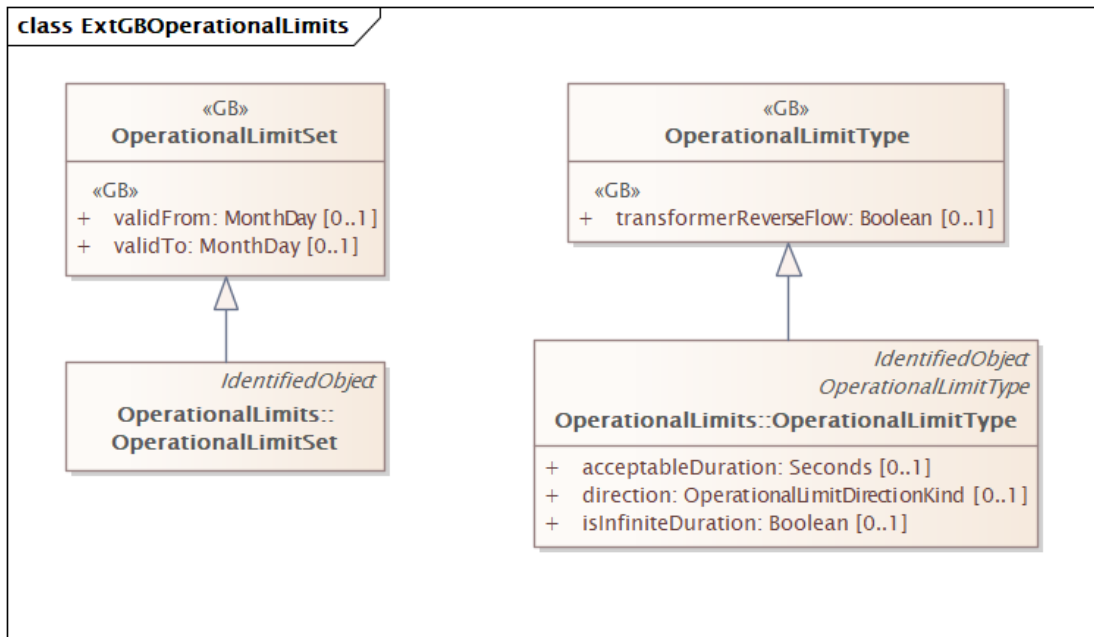 class ExtGBOperationalLimits
«GB»
OperationalLimitSet
«GB»
+ validFrom: MonthDay [0..1]
+ validTo: MonthDay [0..1]
IdentifiedObject
OperationalLimits::
OperationalLimitSet
«GB»
OperationalLimitType
«GB»
+ transformerReverseFlow: Boolean [0..1]
IdentifiedObject
OperationalLimitType
OperationalLimits::OperationalLimitType
+ acceptableDuration: Seconds [0..1]
+ direction: OperationalLimitDirectionKind [0..1]
+ isInfiniteDuration: Boolean [0..1]